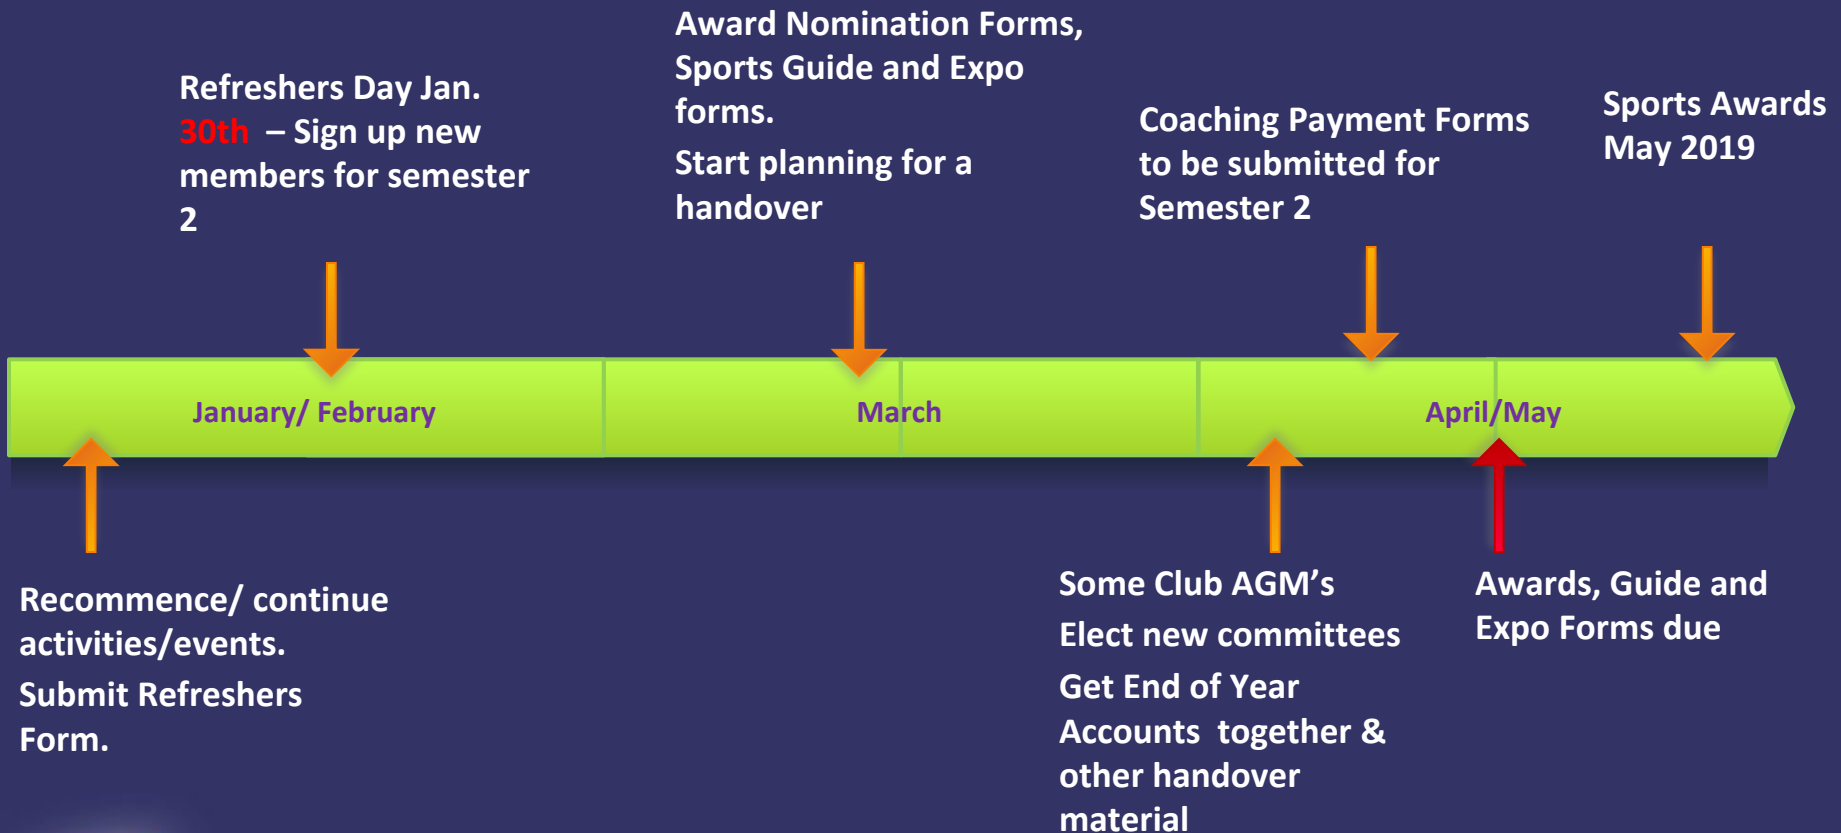 Refreshers Day Jan.
30th – Sign up new
members for semester
2
Award Nomination Forms,
Sports Guide and Expo
forms.
Start planning for a
handover
Coaching Payment Forms
to be submitted for
Semester 2
Sports Awards
May 2019
January/ February
March
April/May
Recommence/ continue
activities/events.
Submit Refreshers
Form.
Some Club AGM’s
Elect new committees
Get End of Year
Accounts together &
other handover
material
Awards, Guide and
Expo Forms due